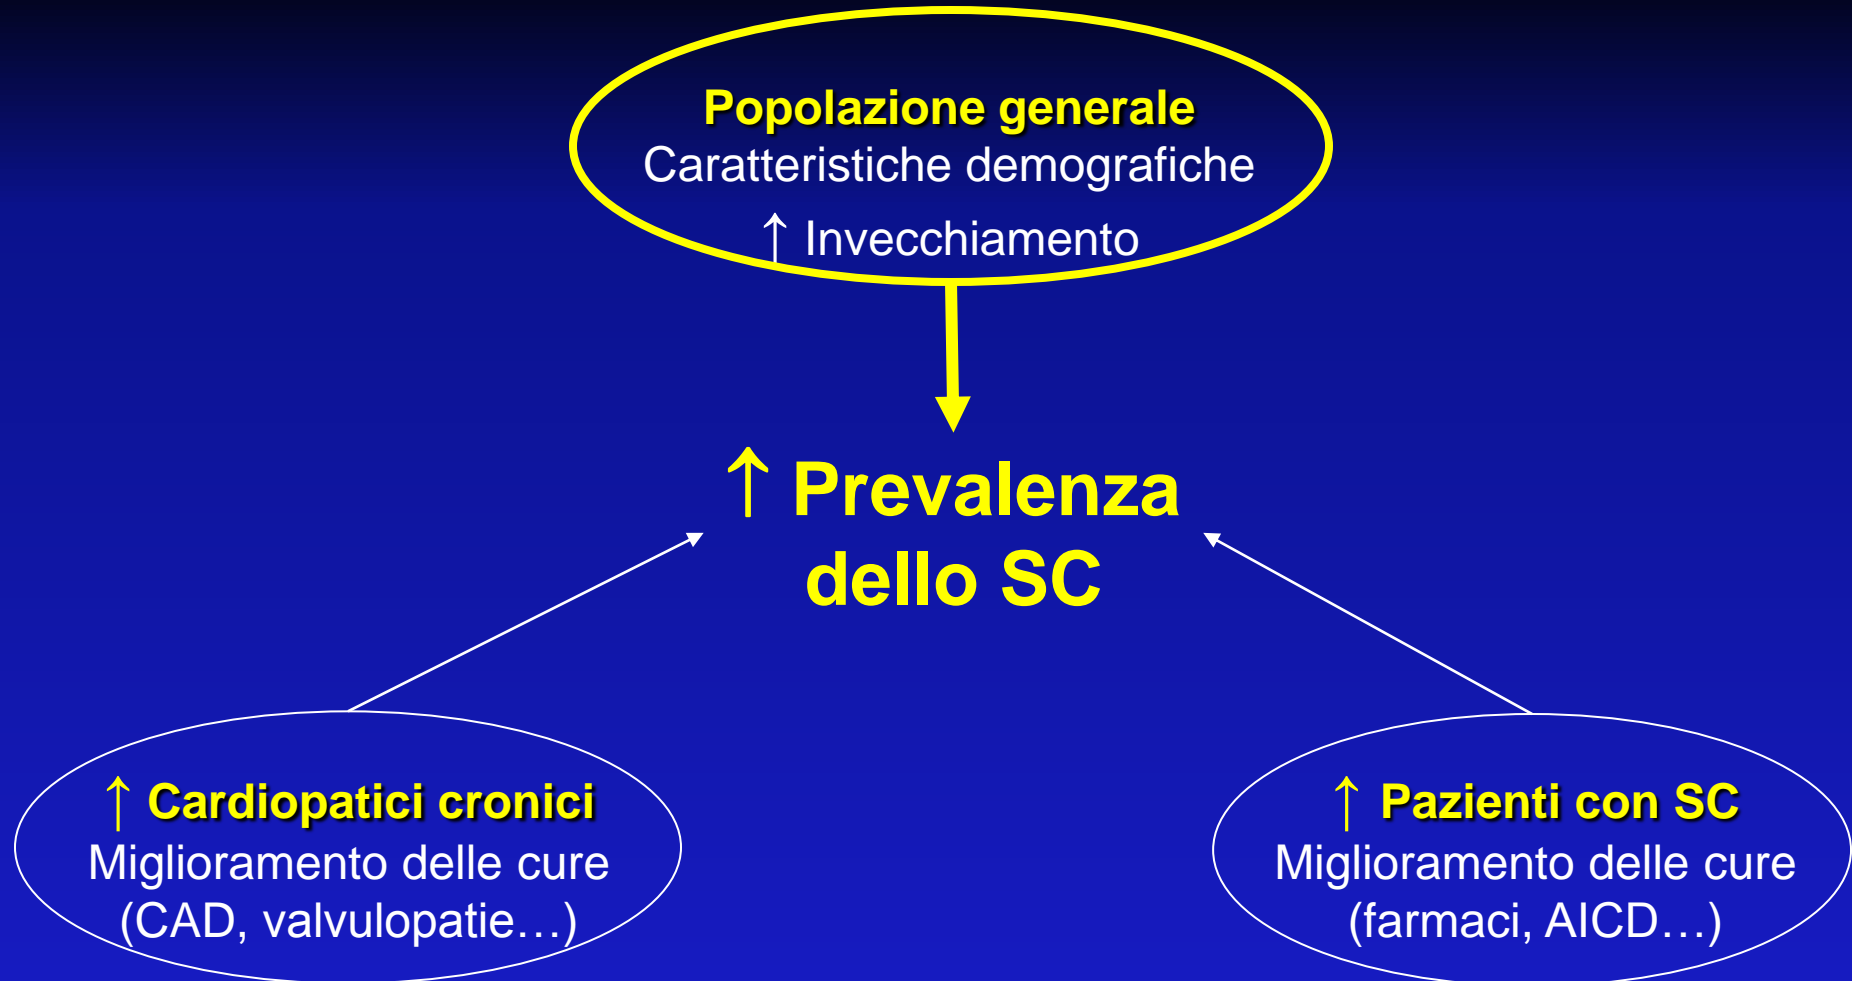 Popolazione generale
Caratteristiche demografiche
↑ Invecchiamento
↑ Prevalenza
dello SC
↑ Cardiopatici cronici
Miglioramento delle cure
(CAD, valvulopatie…)
↑ Pazienti con SC
Miglioramento delle cure
(farmaci, AICD…)